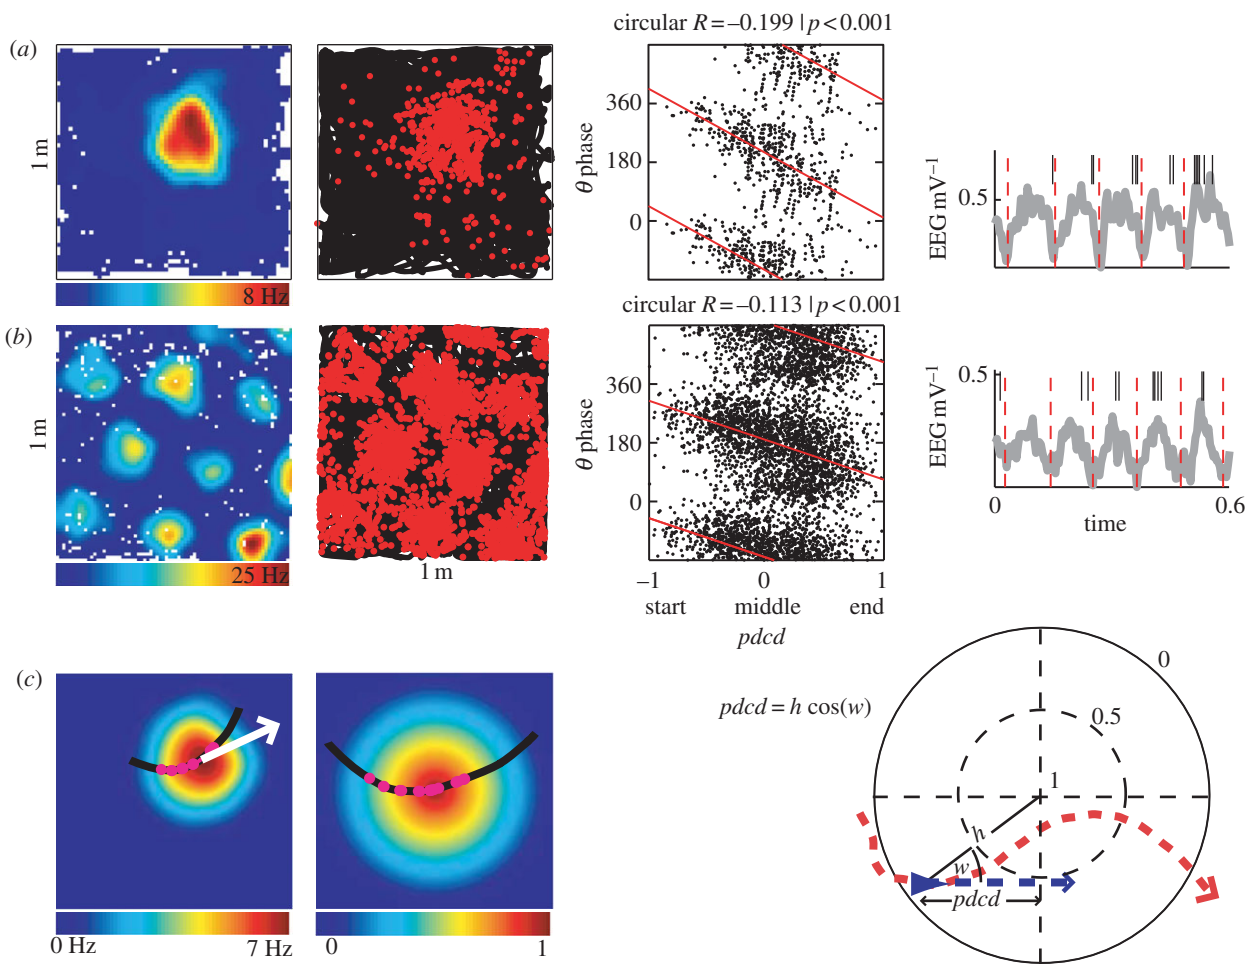 (a)
1 m
8 Hz
circular R = –0.199 | p < 0.001
θ phase
360
180
0
EEG mV⁻¹
0.5
(b)
1 m
25 Hz
1 m
circular R = –0.113 | p < 0.001
θ phase
360
180
0
–1 0 1
start middle end
pdcd
EEG mV⁻¹
0.5
0 0.6
time
(c)
0 Hz 7 Hz
0 1
pdcd = h cos(w)
0
0.5
1
h
w
pdcd